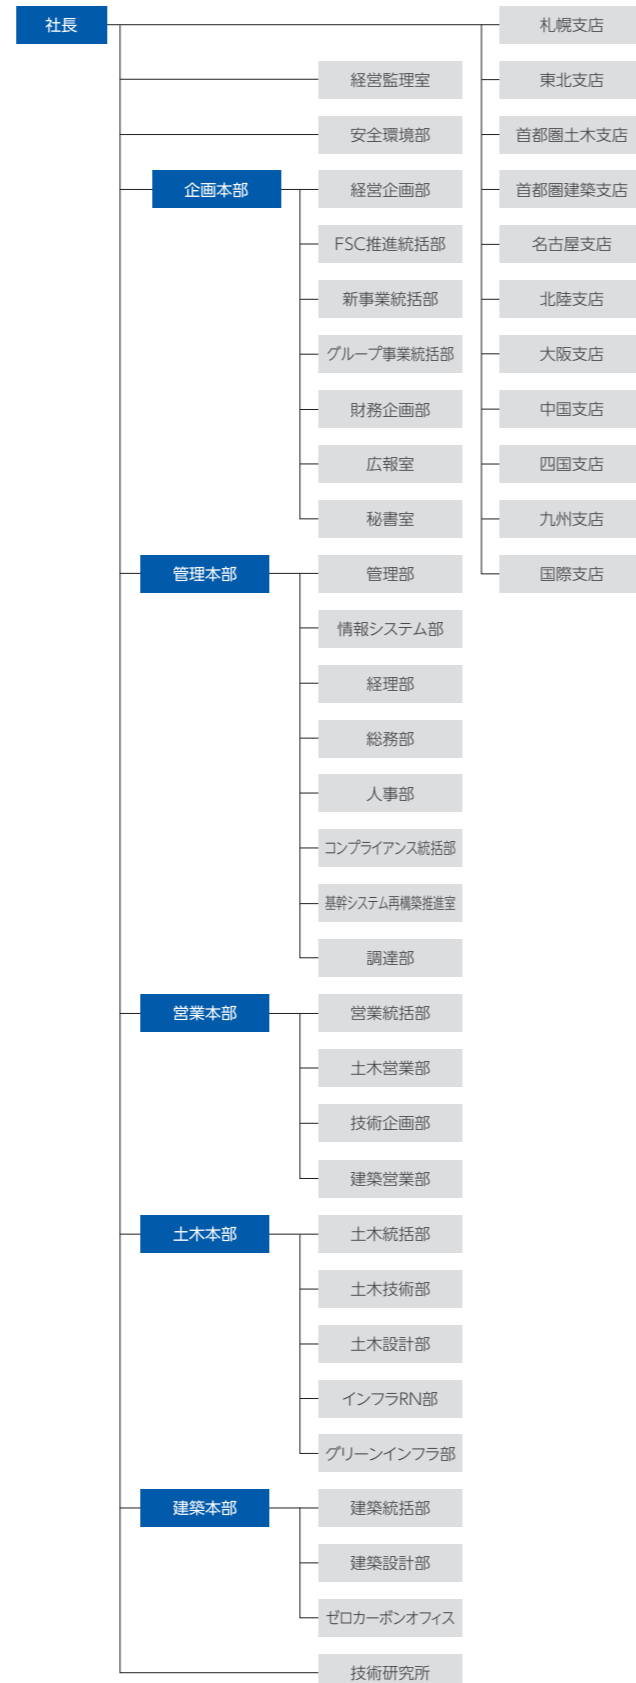 社長
札幌支店
経営監理室
東北支店
安全環境部
首都圏土木支店
企画本部
経営企画部
首都圏建築支店
FSC推進統括部
名古屋支店
新事業統括部
北陸支店
グループ事業統括部
大阪支店
財務企画部
中国支店
広報室
四国支店
秘書室
九州支店
管理本部
管理部
国際支店
情報システム部
経理部
総務部
人事部
コンプライアンス統括部
基幹システム再構築推進室
調達部
営業本部
営業統括部
土木営業部
技術企画部
建築営業部
土木本部
土木統括部
土木技術部
土木設計部
インフラRN部
グリーンインフラ部
建築本部
建築統括部
建築設計部
ゼロカーボンオフィス
技術研究所